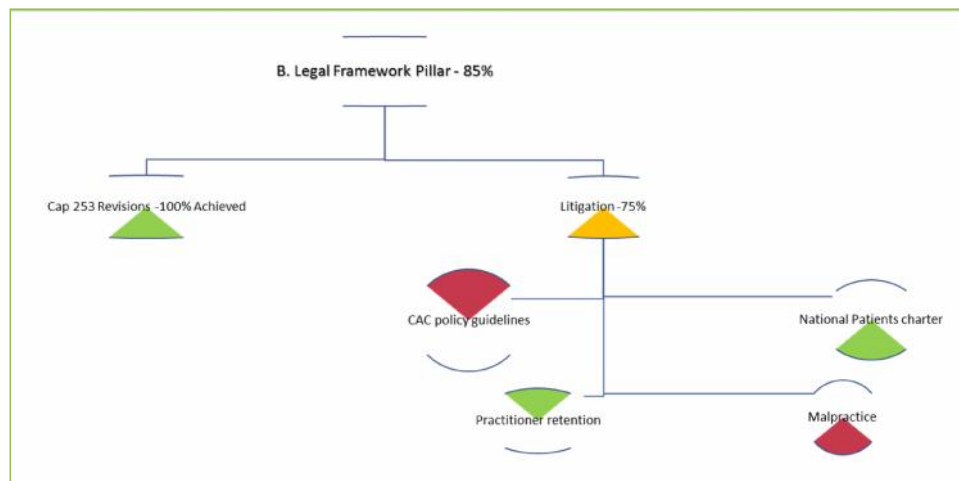 B. Legal Framework Pillar - 85%
Cap 253 Revisions -100% Achieved
Litigation -75%
CAC policy guidelines
National Patients charter
Practitioner retention
Malpractice